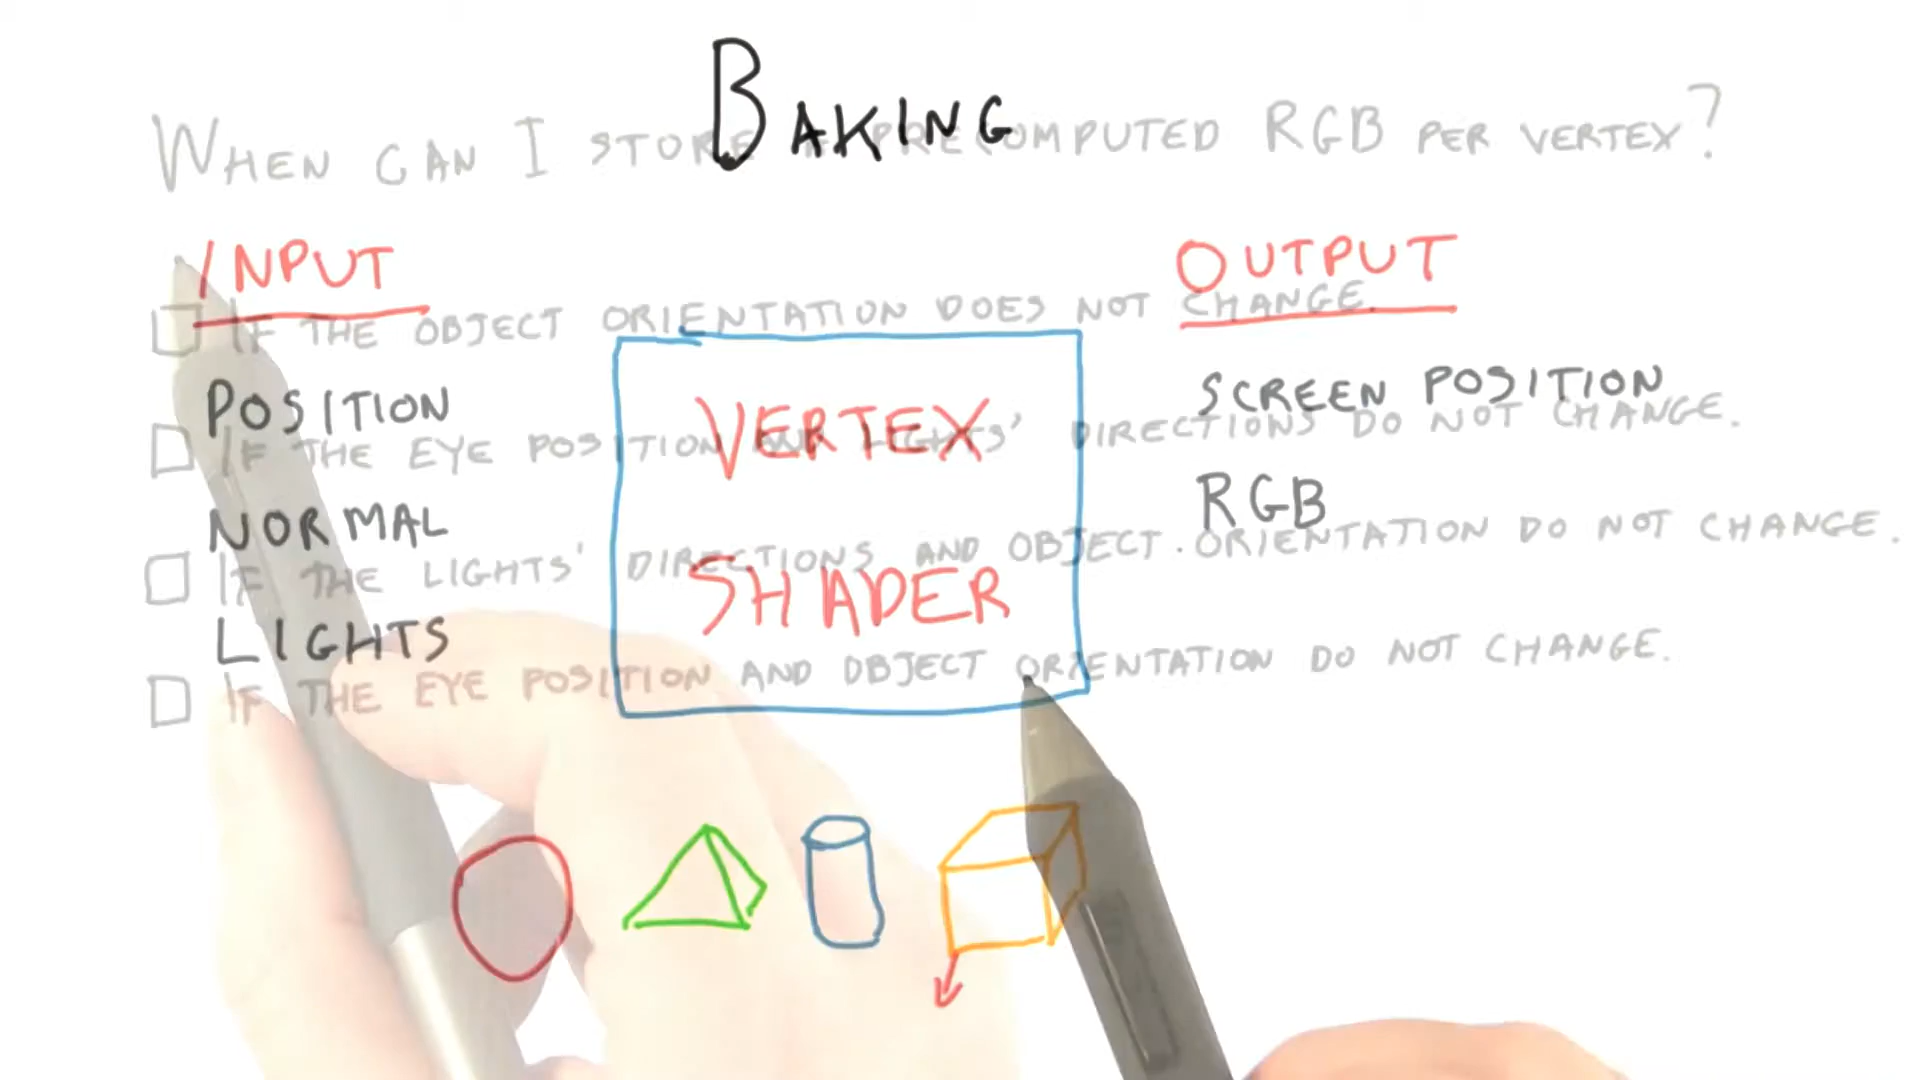 BAKING
WHEN CAN I STORE PRECOMPUTED RGB PER VERTEX?
INPUT
OUTPUT
IF THE OBJECT ORIENTATION DOES NOT CHANGE.
POSITION
SCREEN POSITION
VERTEX
IF THE EYE POSITION AND LIGHTS' DIRECTIONS DO NOT CHANGE.
NORMAL
RGB
IF THE LIGHTS' DIRECTIONS AND OBJECT ORIENTATION DO NOT CHANGE.
SHADER
LIGHTS
IF THE EYE POSITION AND OBJECT ORIENTATION DO NOT CHANGE.